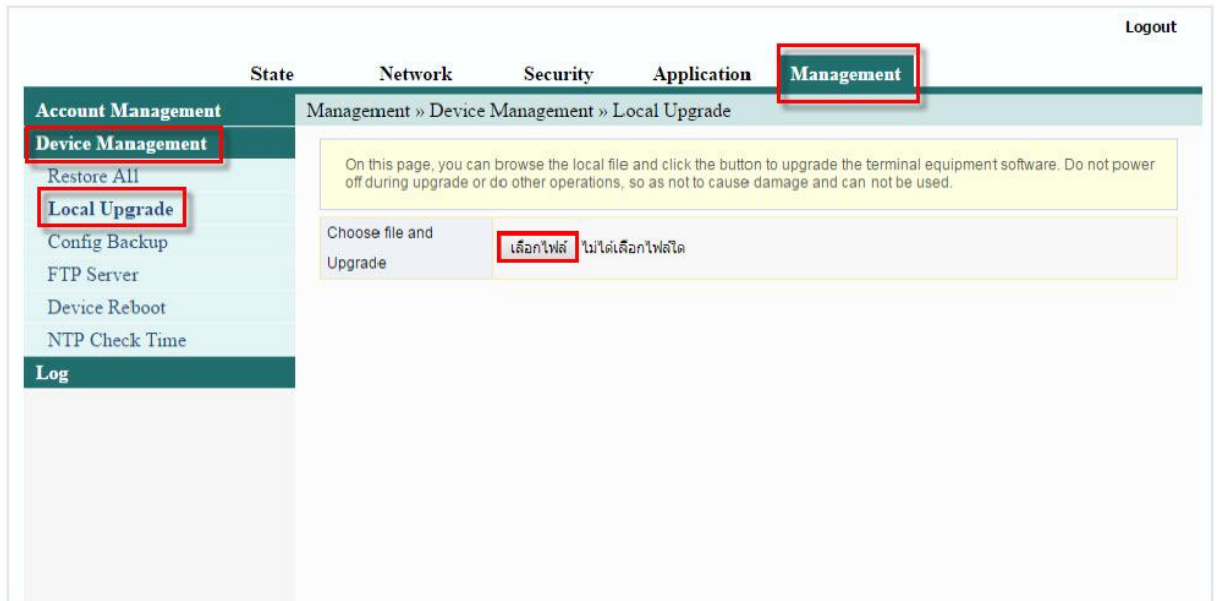 Logout
State Network Security Application Management
Account Management
Management » Device Management » Local Upgrade
Device Management
Restore All
Local Upgrade
Config Backup
FTP Server
Device Reboot
NTP Check Time
Log
On this page, you can browse the local file and click the button to upgrade the terminal equipment software. Do not power
off during upgrade or do other operations, so as not to cause damage and can not be used.
Choose file and
Upgrade
เลือกไฟล์ ไม่ได้เลือกไฟล์ใด